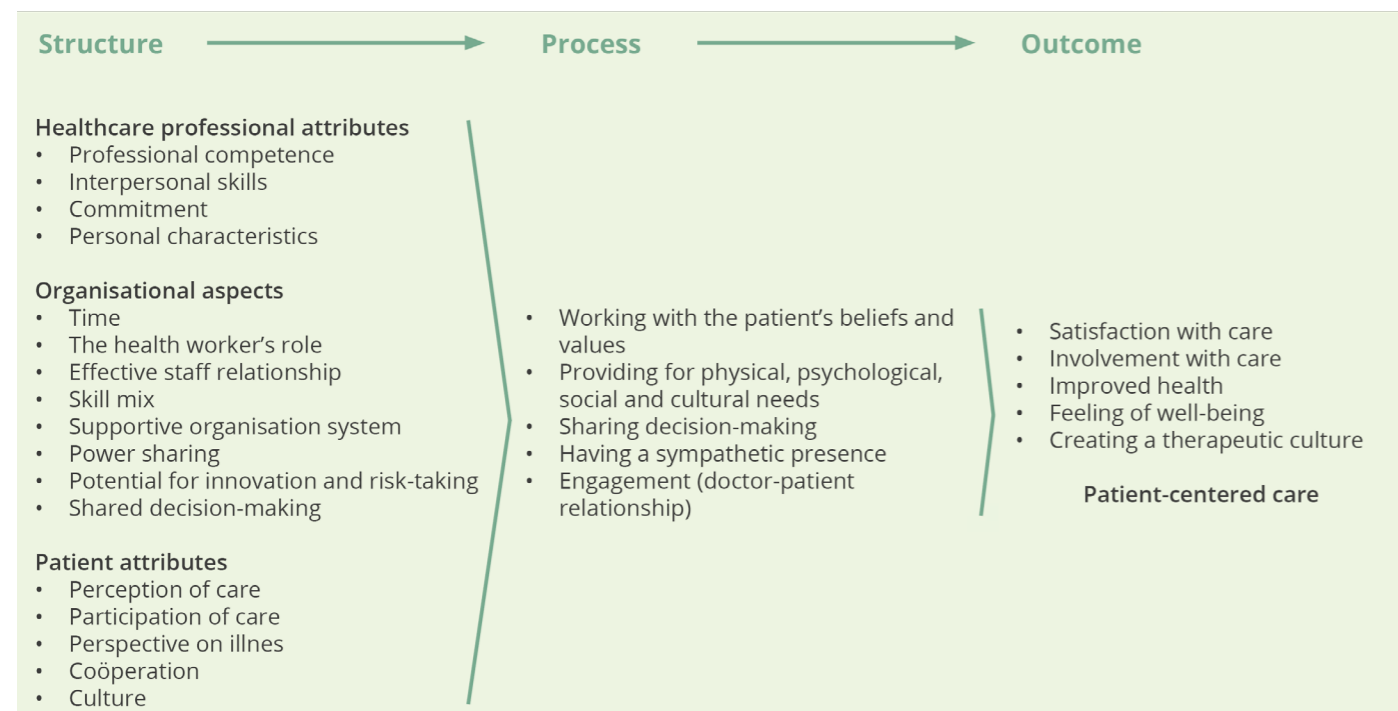 Structure
Process
Outcome
Healthcare professional attributes
• Professional competence
• Interpersonal skills
• Commitment
• Personal characteristics
Organisational aspects
• Time
• The health worker’s role
• Effective staff relationship
• Skill mix
• Supportive organisation system
• Power sharing
• Potential for innovation and risk-taking
• Shared decision-making
Patient attributes
• Perception of care
• Participation of care
• Perspective on illnes
• Coöperation
• Culture
• Working with the patient’s beliefs and
values
• Providing for physical, psychological,
social and cultural needs
• Sharing decision-making
• Having a sympathetic presence
• Engagement (doctor-patient
relationship)
• Satisfaction with care
• Involvement with care
• Improved health
• Feeling of well-being
• Creating a therapeutic culture
Patient-centered care